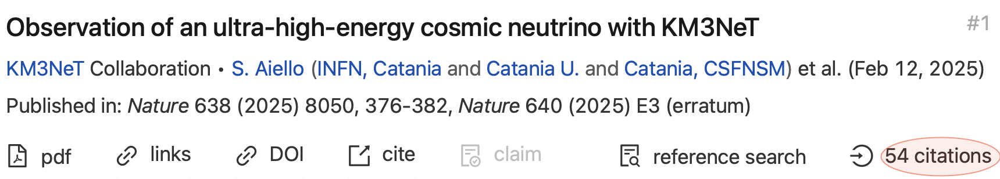 Observation of an ultra-high-energy cosmic neutrino with KM3NeT #1
KM3NeT Collaboration • S. Aiello (INFN, Catania and Catania U. and Catania, CSFNSM) et al. (Feb 12, 2025)
Published in: Nature 638 (2025) 8050, 376-382, Nature 640 (2025) E3 (erratum)
pdf links DOI cite claim reference search 54 citations